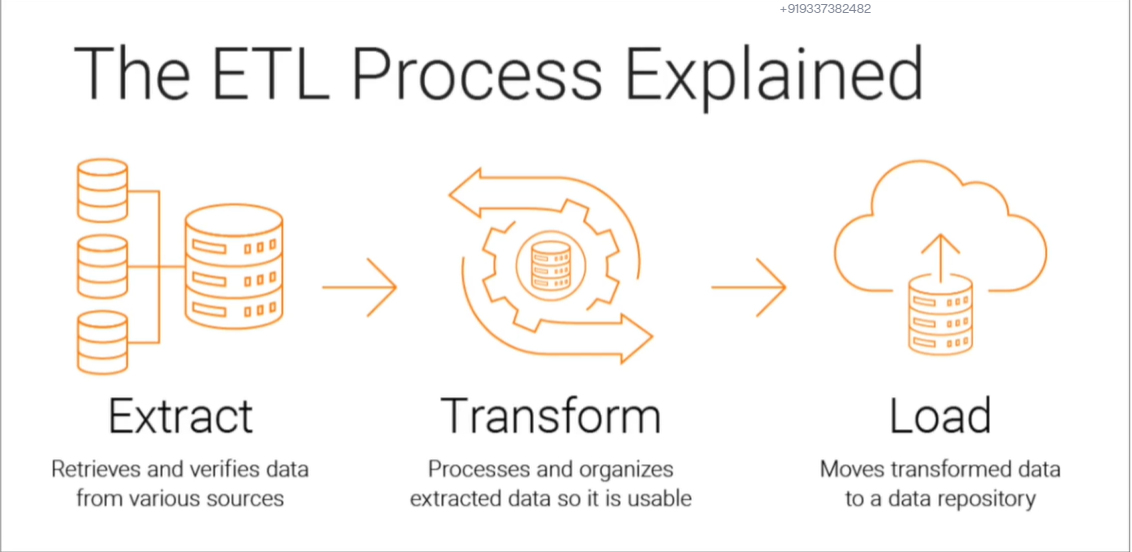 +919337382482
The ETL Process Explained
Extract
Retrieves and verifies data
from various sources
Transform
Processes and organizes
extracted data so it is usable
Load
Moves transformed data
to a data repository